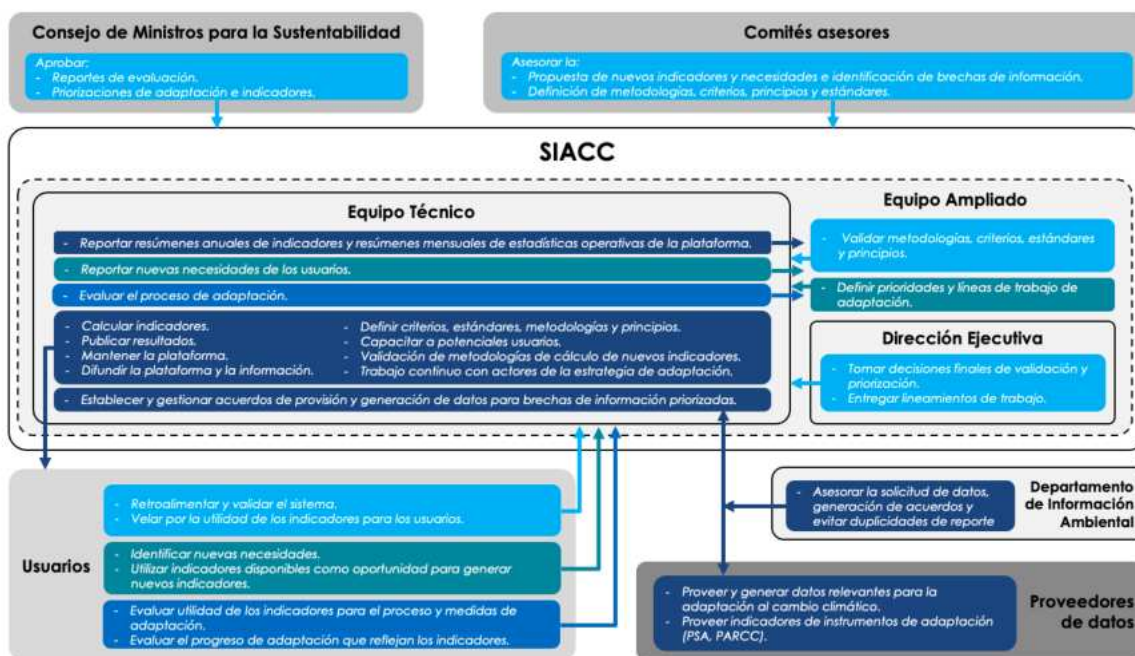 Consejo de Ministros para la Sustentabilidad
Aprobar:
- Reportes de evaluación.
- Priorizaciones de adaptación e indicadores.
Comités asesores
Asesorar la:
- Propuesta de nuevos indicadores y necesidades e identificación de brechas de información.
- Definición de metodologías, criterios, principios y estándares.
SIACC
Equipo Técnico
- Reportar resúmenes anuales de indicadores y resúmenes mensuales de estadísticas operativas de la plataforma.
- Reportar nuevas necesidades de los usuarios.
- Evaluar el proceso de adaptación.
- Calcular indicadores.
- Publicar resultados.
- Mantener la plataforma.
- Difundir la plataforma y la información.
- Definir criterios, estándares, metodologías y principios.
- Capacitar a potenciales usuarios.
- Validación de metodologías de cálculo de nuevos indicadores.
- Trabajo continuo con actores de la estrategia de adaptación.
- Establecer y gestionar acuerdos de provisión y generación de datos para brechas de información priorizadas.
Equipo Ampliado
- Validar metodologías, criterios, estándares
y principios.
- Definir prioridades y líneas de trabajo de
adaptación.
Dirección Ejecutiva
- Tomar decisiones finales de validación y
priorización.
- Entregar lineamientos de trabajo.
Usuarios
- Retroalimentar y validar el sistema.
- Velar por la utilidad de los indicadores para los usuarios.
- Identificar nuevas necesidades.
- Utilizar indicadores disponibles como oportunidad para generar
nuevos indicadores.
- Evaluar utilidad de los indicadores para el proceso y medidas de
adaptación.
- Evaluar el progreso de adaptación que reflejan los indicadores.
- Asesorar la solicitud de datos,
generación de acuerdos y
evitar duplicidades de reporte
Departamento
de Información
Ambiental
- Proveer y generar datos relevantes para la
adaptación al cambio climático.
- Proveer indicadores de instrumentos de adaptación
(PSA, PARCC).
Proveedores
de datos